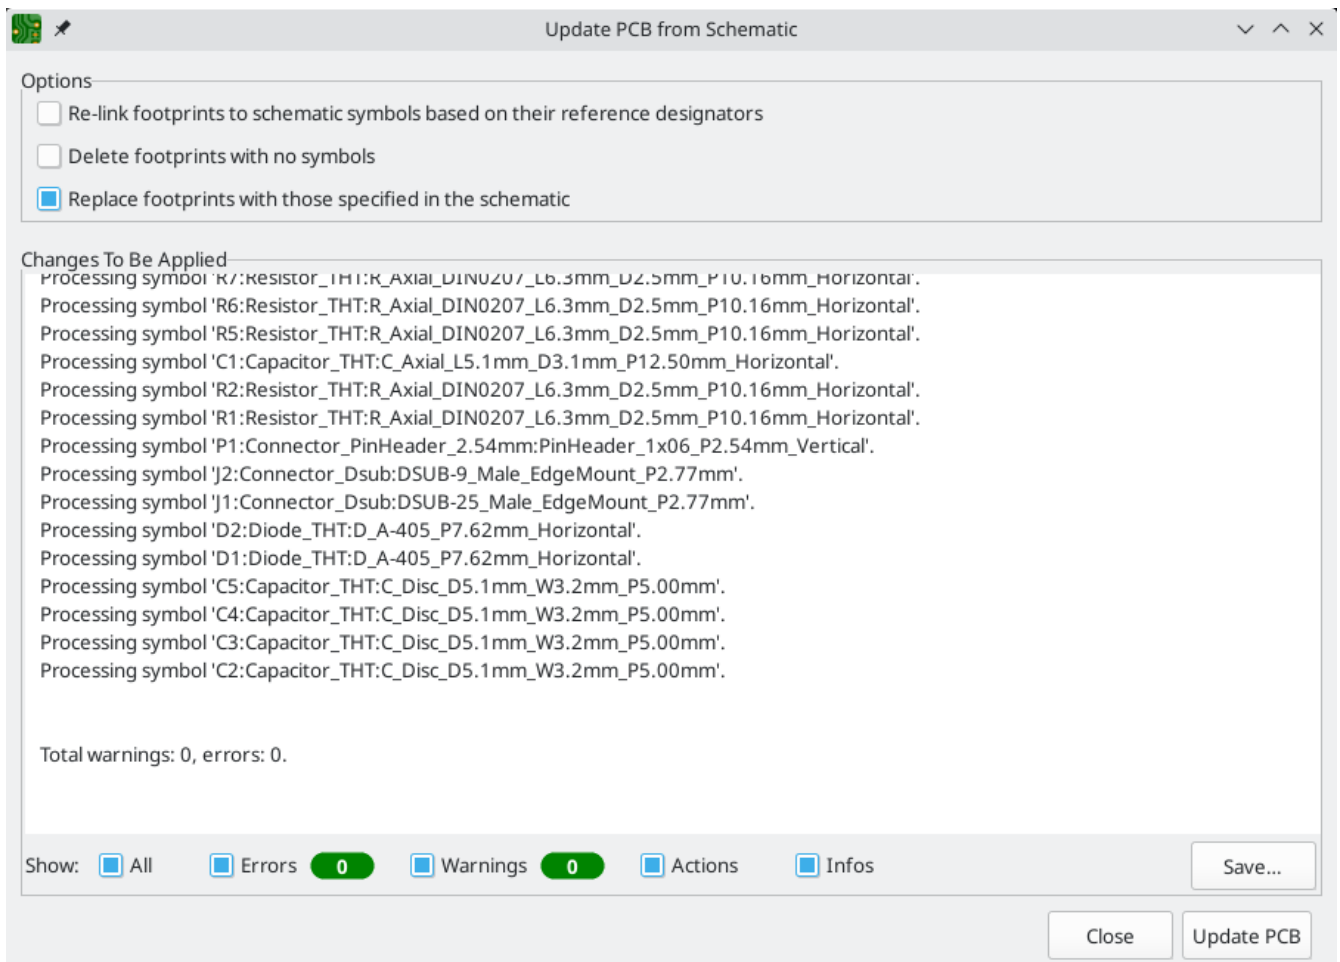 Update PCB from Schematic
Options
Re-link footprints to schematic symbols based on their reference designators
Delete footprints with no symbols
Replace footprints with those specified in the schematic
Changes To Be Applied
Processing symbol 'R7:Resistor_THT:R_Axial_DIN0207_L6.3mm_D2.5mm_P10.16mm_Horizontal'.
Processing symbol 'R6:Resistor_THT:R_Axial_DIN0207_L6.3mm_D2.5mm_P10.16mm_Horizontal'.
Processing symbol 'R5:Resistor_THT:R_Axial_DIN0207_L6.3mm_D2.5mm_P10.16mm_Horizontal'.
Processing symbol 'C1:Capacitor_THT:C_Axial_L5.1mm_D3.1mm_P12.50mm_Horizontal'.
Processing symbol 'R2:Resistor_THT:R_Axial_DIN0207_L6.3mm_D2.5mm_P10.16mm_Horizontal'.
Processing symbol 'R1:Resistor_THT:R_Axial_DIN0207_L6.3mm_D2.5mm_P10.16mm_Horizontal'.
Processing symbol 'P1:Connector_PinHeader_2.54mm:PinHeader_1x06_P2.54mm_Vertical'.
Processing symbol 'J2:Connector_Dsub:DSUB-9_Male_EdgeMount_P2.77mm'.
Processing symbol 'J1:Connector_Dsub:DSUB-25_Male_EdgeMount_P2.77mm'.
Processing symbol 'D2:Diode_THT:D_A-405_P7.62mm_Horizontal'.
Processing symbol 'D1:Diode_THT:D_A-405_P7.62mm_Horizontal'.
Processing symbol 'C5:Capacitor_THT:C_Disc_D5.1mm_W3.2mm_P5.00mm'.
Processing symbol 'C4:Capacitor_THT:C_Disc_D5.1mm_W3.2mm_P5.00mm'.
Processing symbol 'C3:Capacitor_THT:C_Disc_D5.1mm_W3.2mm_P5.00mm'.
Processing symbol 'C2:Capacitor_THT:C_Disc_D5.1mm_W3.2mm_P5.00mm'.
Total warnings: 0, errors: 0.
Show: All Errors 0 Warnings 0 Actions Infos Save...
Close Update PCB